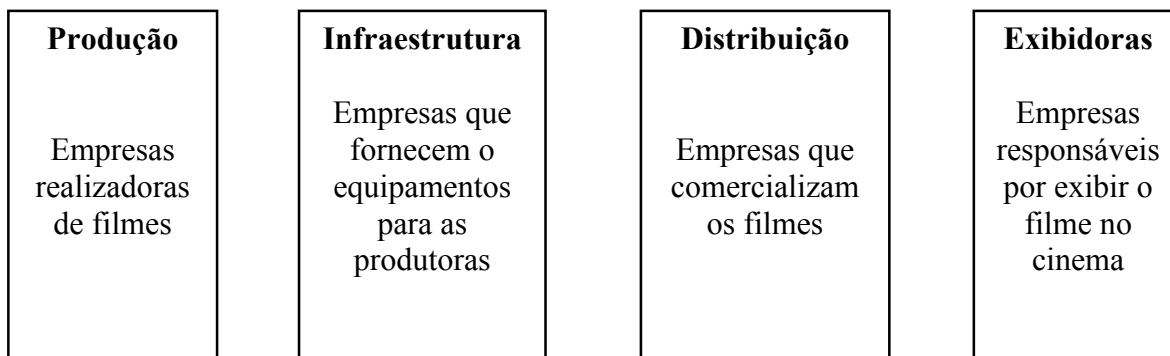 Produção
Empresas
realizadoras
de filmes
Infraestrutura
Empresas que
fornecem o
equipamentos
para as
produtoras
Distribuição
Empresas que
comercializam
os filmes
Exibidoras
Empresas
responsáveis
por exibir o
filme no
cinema